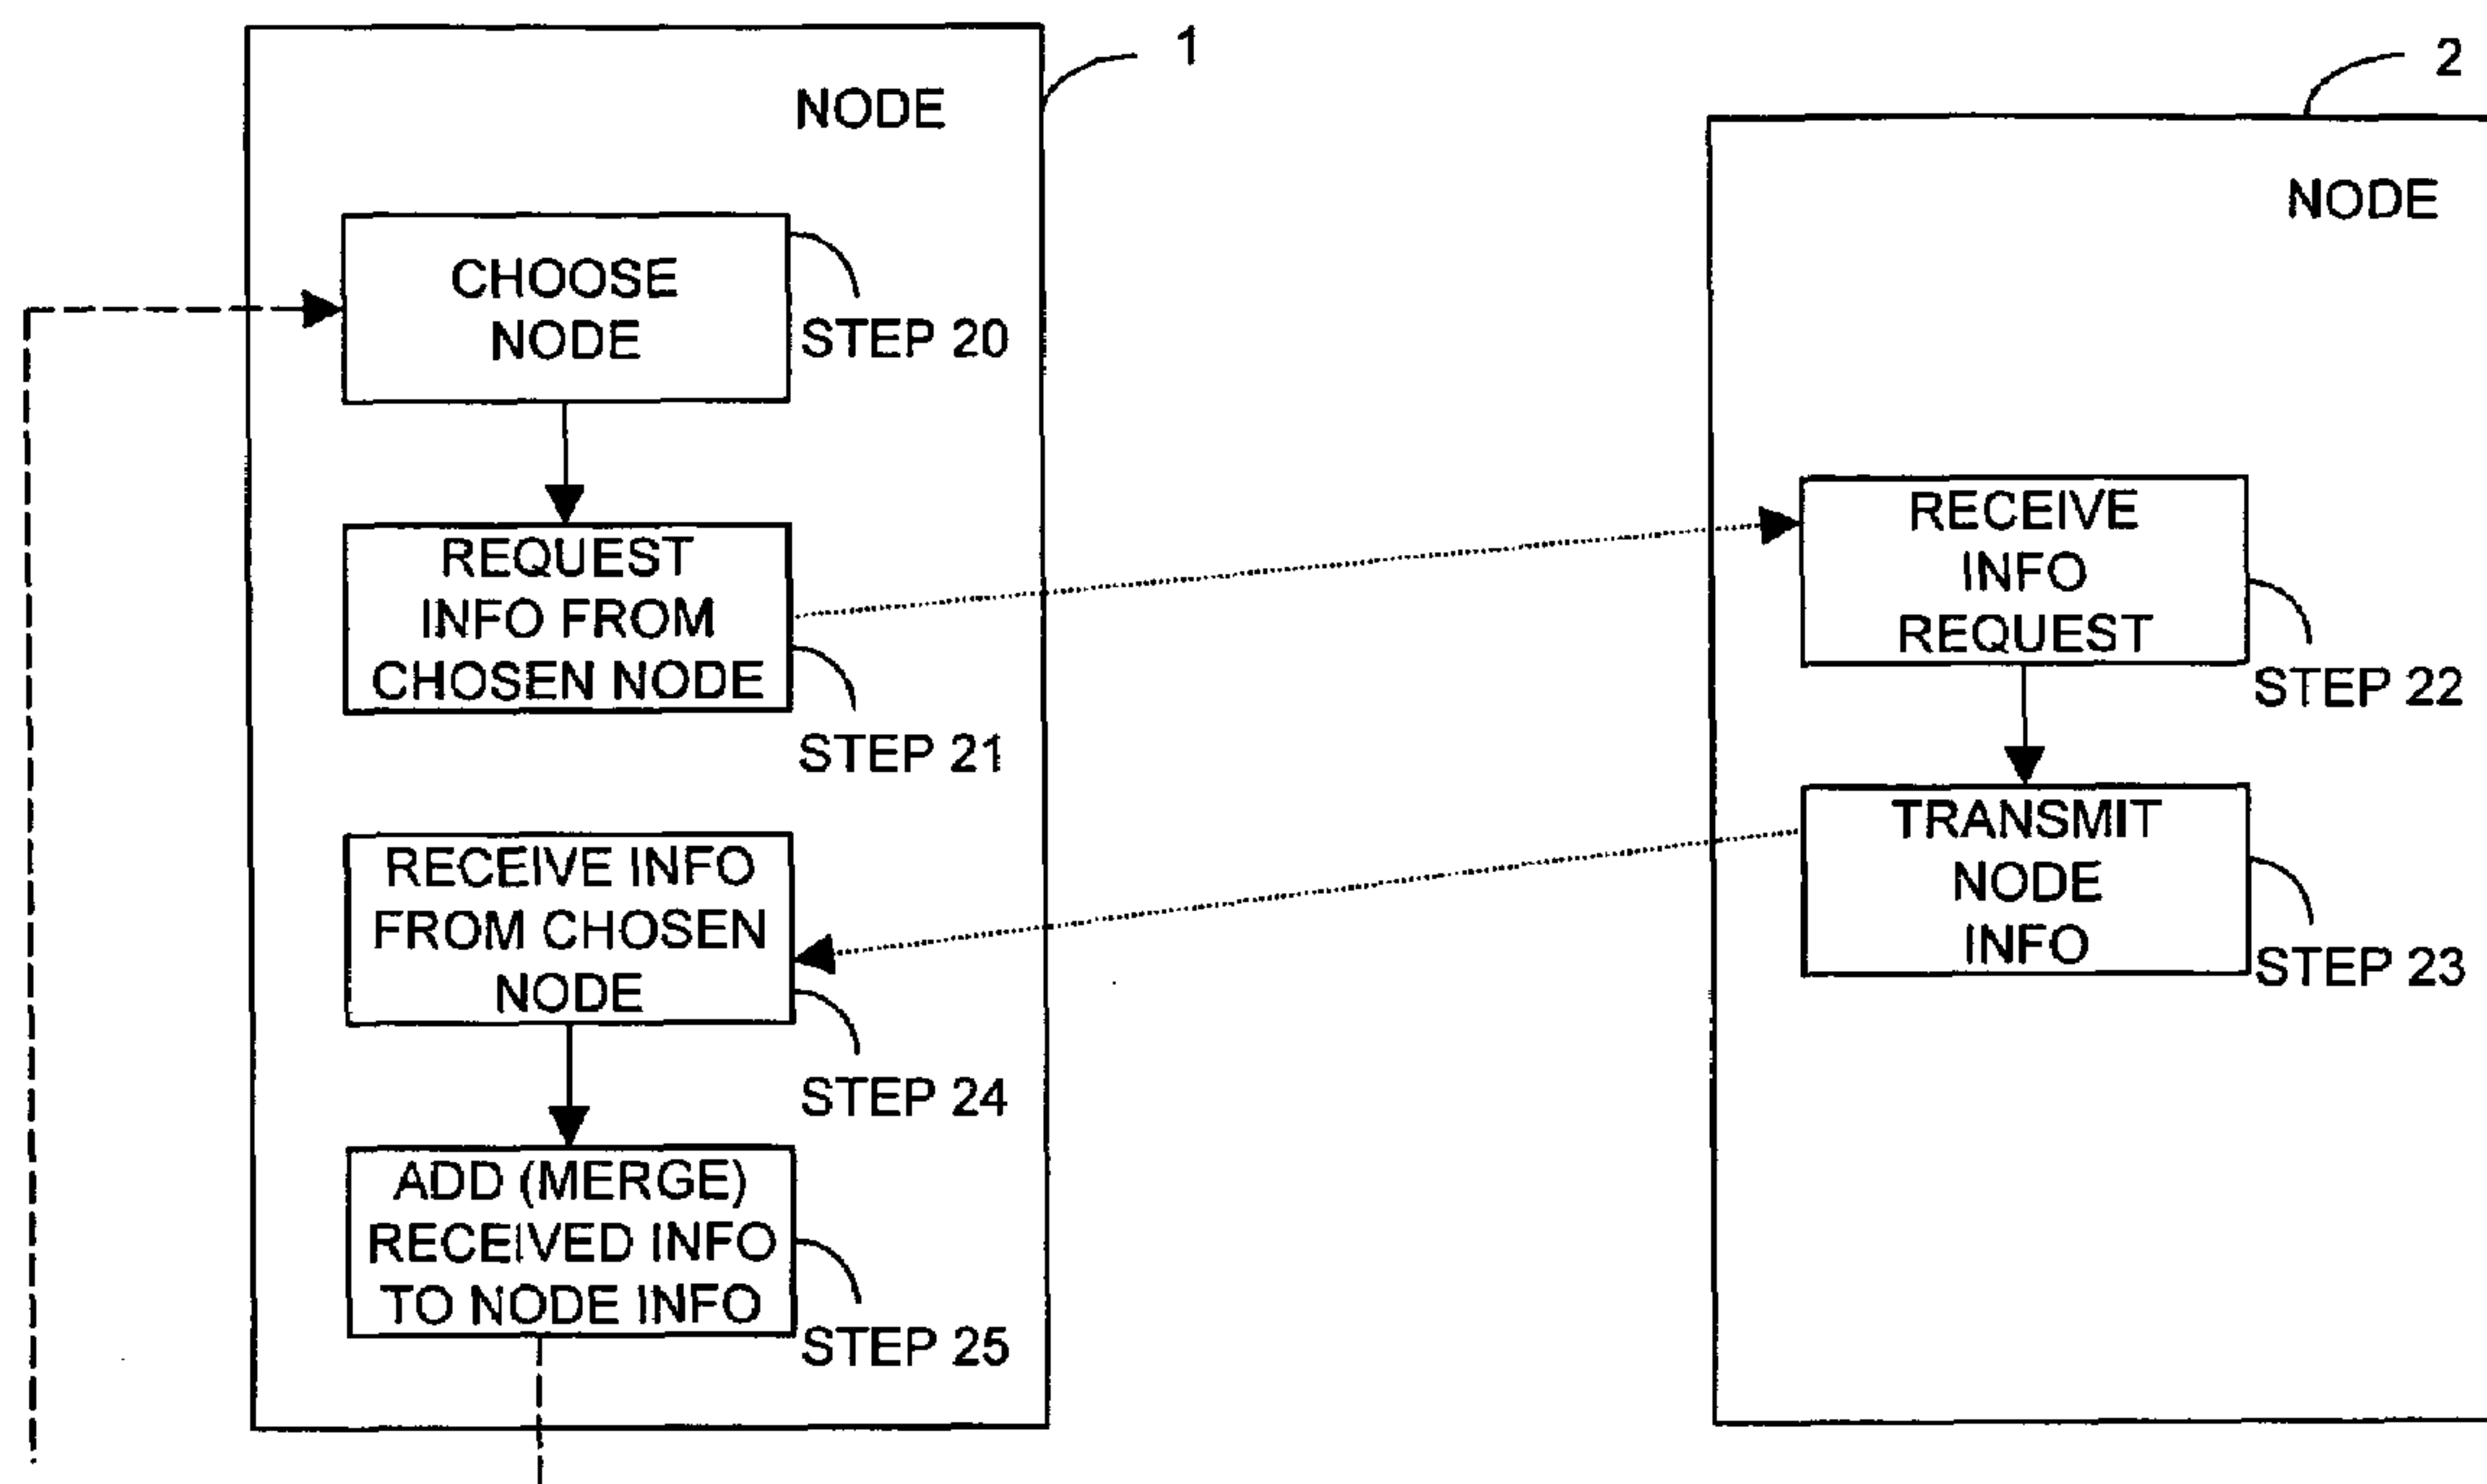 1
NODE
CHOOSE
NODE
STEP 20
REQUEST
INFO FROM
CHOSEN NODE
STEP 21
RECEIVE INFO
FROM CHOSEN
NODE
STEP 24
ADD (MERGE)
RECEIVED INFO
TO NODE INFO
STEP 25
2
NODE
RECEIVE
INFO
REQUEST
STEP 22
TRANSMIT
NODE
INFO
STEP 23